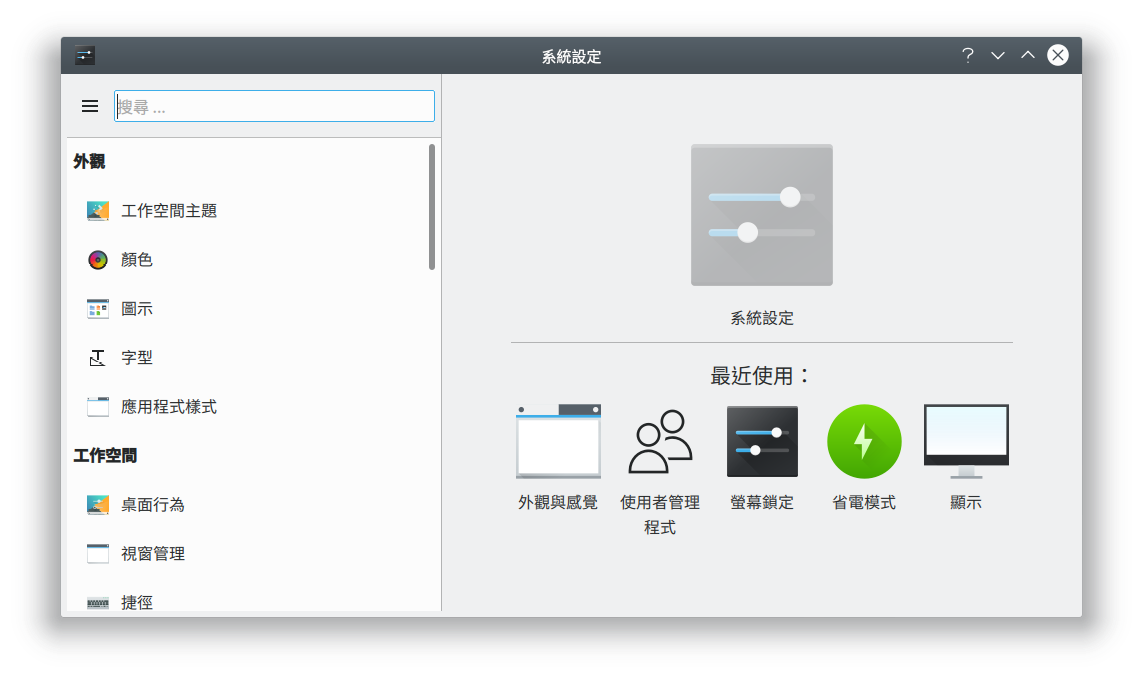 系統設定
搜尋 ...
外觀
工作空間主題
顏色
圖示
字型
應用程式樣式
工作空間
桌面行為
視窗管理
捷徑
系統設定
最近使用：
外觀與感覺
使用者管理
程式
螢幕鎖定
省電模式
顯示